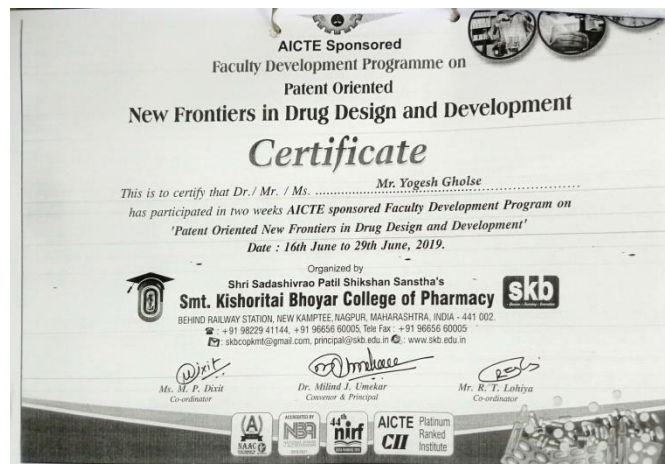 AICTE Sponsored
Faculty Development Programme on
Patent Oriented
New Frontiers in Drug Design and Development
Certificate
This is to certify that Dr./ Mr. / Ms. Mr. Yogesh Gholse
has participated in two weeks AICTE sponsored Faculty Development Program on
'Patent Oriented New Frontiers in Drug Design and Development'
Date : 16th June to 29th June, 2019.
Organized by
Shri Sadashivrao Patil Shikshan Sanstha's
Smt. Kishoritai Bhoyar College of Pharmacy
skb
BEHIND RAILWAY STATION, NEW KAMPTEE, NAGPUR, MAHARASHTRA, INDIA - 441 002.
: +91 98229 41144, +91 96656 60005, Tele Fax : +91 96656 60005
: skbcopkmt@gmail.com, principal@skb.edu.in : www.skb.edu.in
Ms. M. P. Dixit
Co-ordinator
Dr. Milind J. Umekar
Convenor & Principal
Mr. R. T. Lohiya
Co-ordinator
A
NAAC
ACCREDITED BY
NBA
44th
nirf
AICTE
CII
Platinum
Ranked
Institute